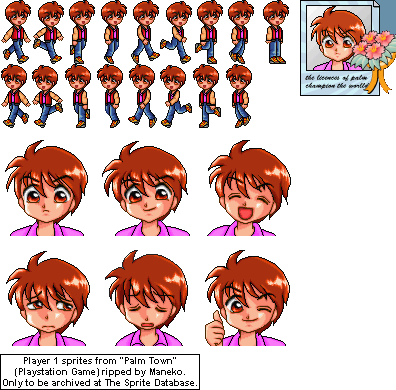 the licences of palm
champion the world
Player 1 sprites from "Palm Town"
(Playstation Game) ripped by Maneko.
Only to be archived at The Sprite Database.